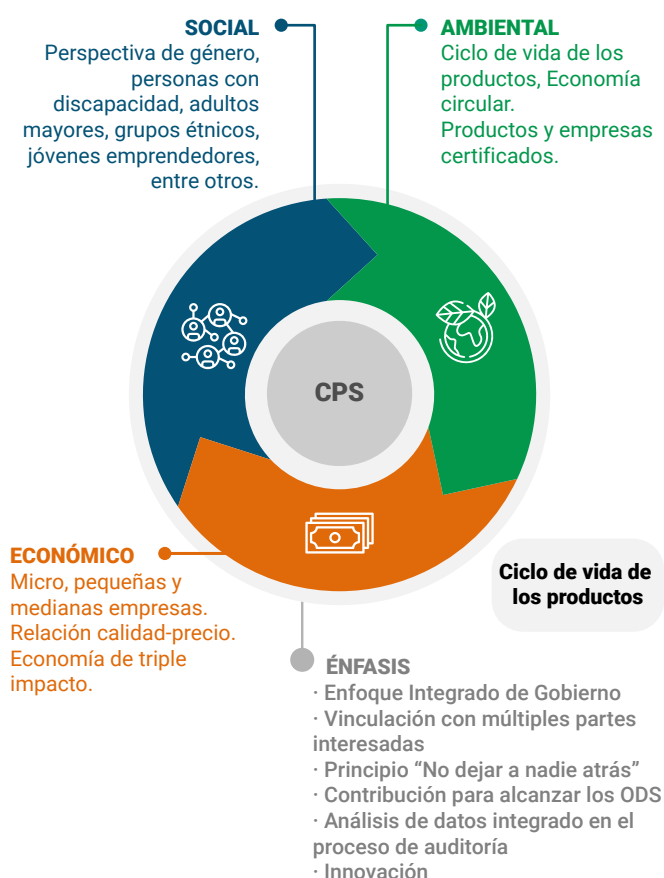 SOCIAL
Perspectiva de género,
personas con
discapacidad, adultos
mayores, grupos étnicos,
jóvenes emprendedores,
entre otros.
AMBIENTAL
Ciclo de vida de los
productos, Economía
circular.
Productos y empresas
certificados.
CPS
ECONÓMICO
Micro, pequeñas y
medianas empresas.
Relación calidad-precio.
Economía de triple
impacto.
Ciclo de vida de
los productos
ÉNFASIS
· Enfoque Integrado de Gobierno
· Vinculación con múltiples partes
interesadas
· Principio “No dejar a nadie atrás”
· Contribución para alcanzar los ODS
· Análisis de datos integrado en el
proceso de auditoría
· Innovación